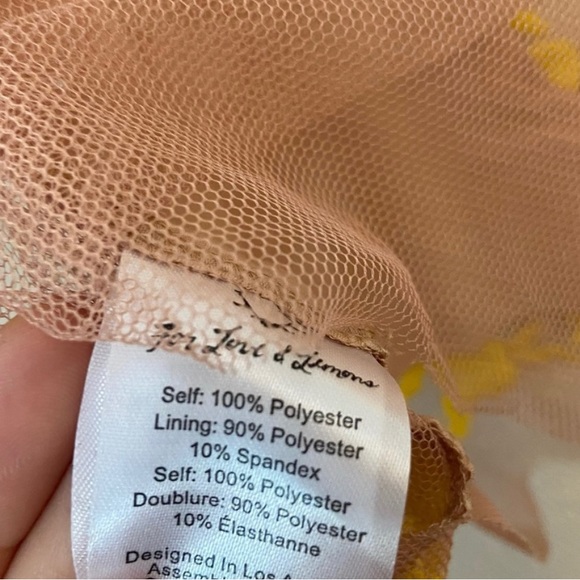 for Love & Lemons
Self: 100% Polyester
Lining: 90% Polyester
10% Spandex
Self: 100% Polyester
Doublure: 90% Polyester
10% Élasthanne
Designed In Los